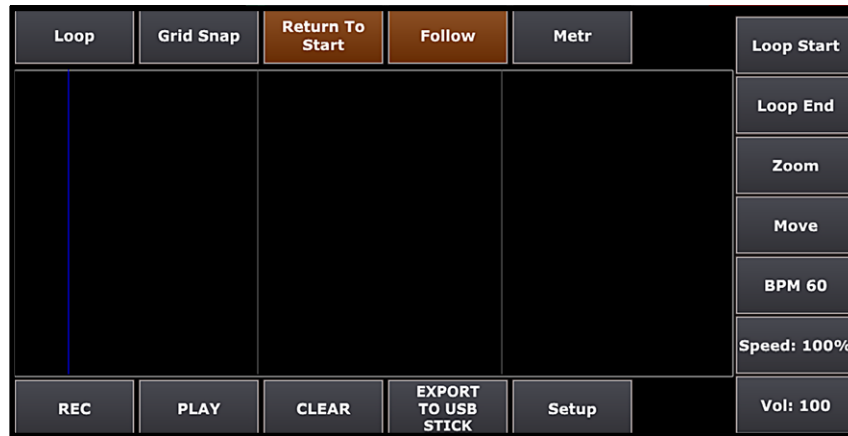 Loop
Grid Snap
Return To
Start
Follow
Metr
Loop Start
Loop End
Zoom
Move
BPM 60
Speed: 100%
REC
PLAY
CLEAR
EXPORT
TO USB
STICK
Setup
Vol: 100